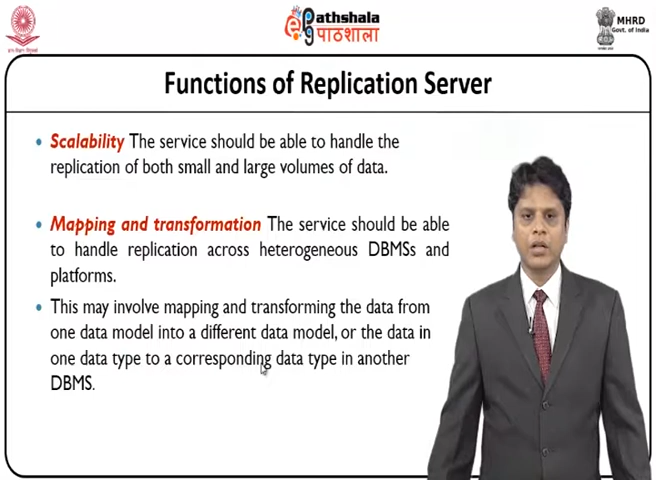 Pathshala
पाठशाला
MHRD
Govt. of India
Functions of Replication Server
• Scalability The service should be able to handle the
replication of both small and large volumes of data.
• Mapping and transformation The service should be able
to handle replication across heterogeneous DBMSs and
platforms.
• This may involve mapping and transforming the data from
one data model into a different data model, or the data in
one data type to a corresponding data type in another
DBMS.